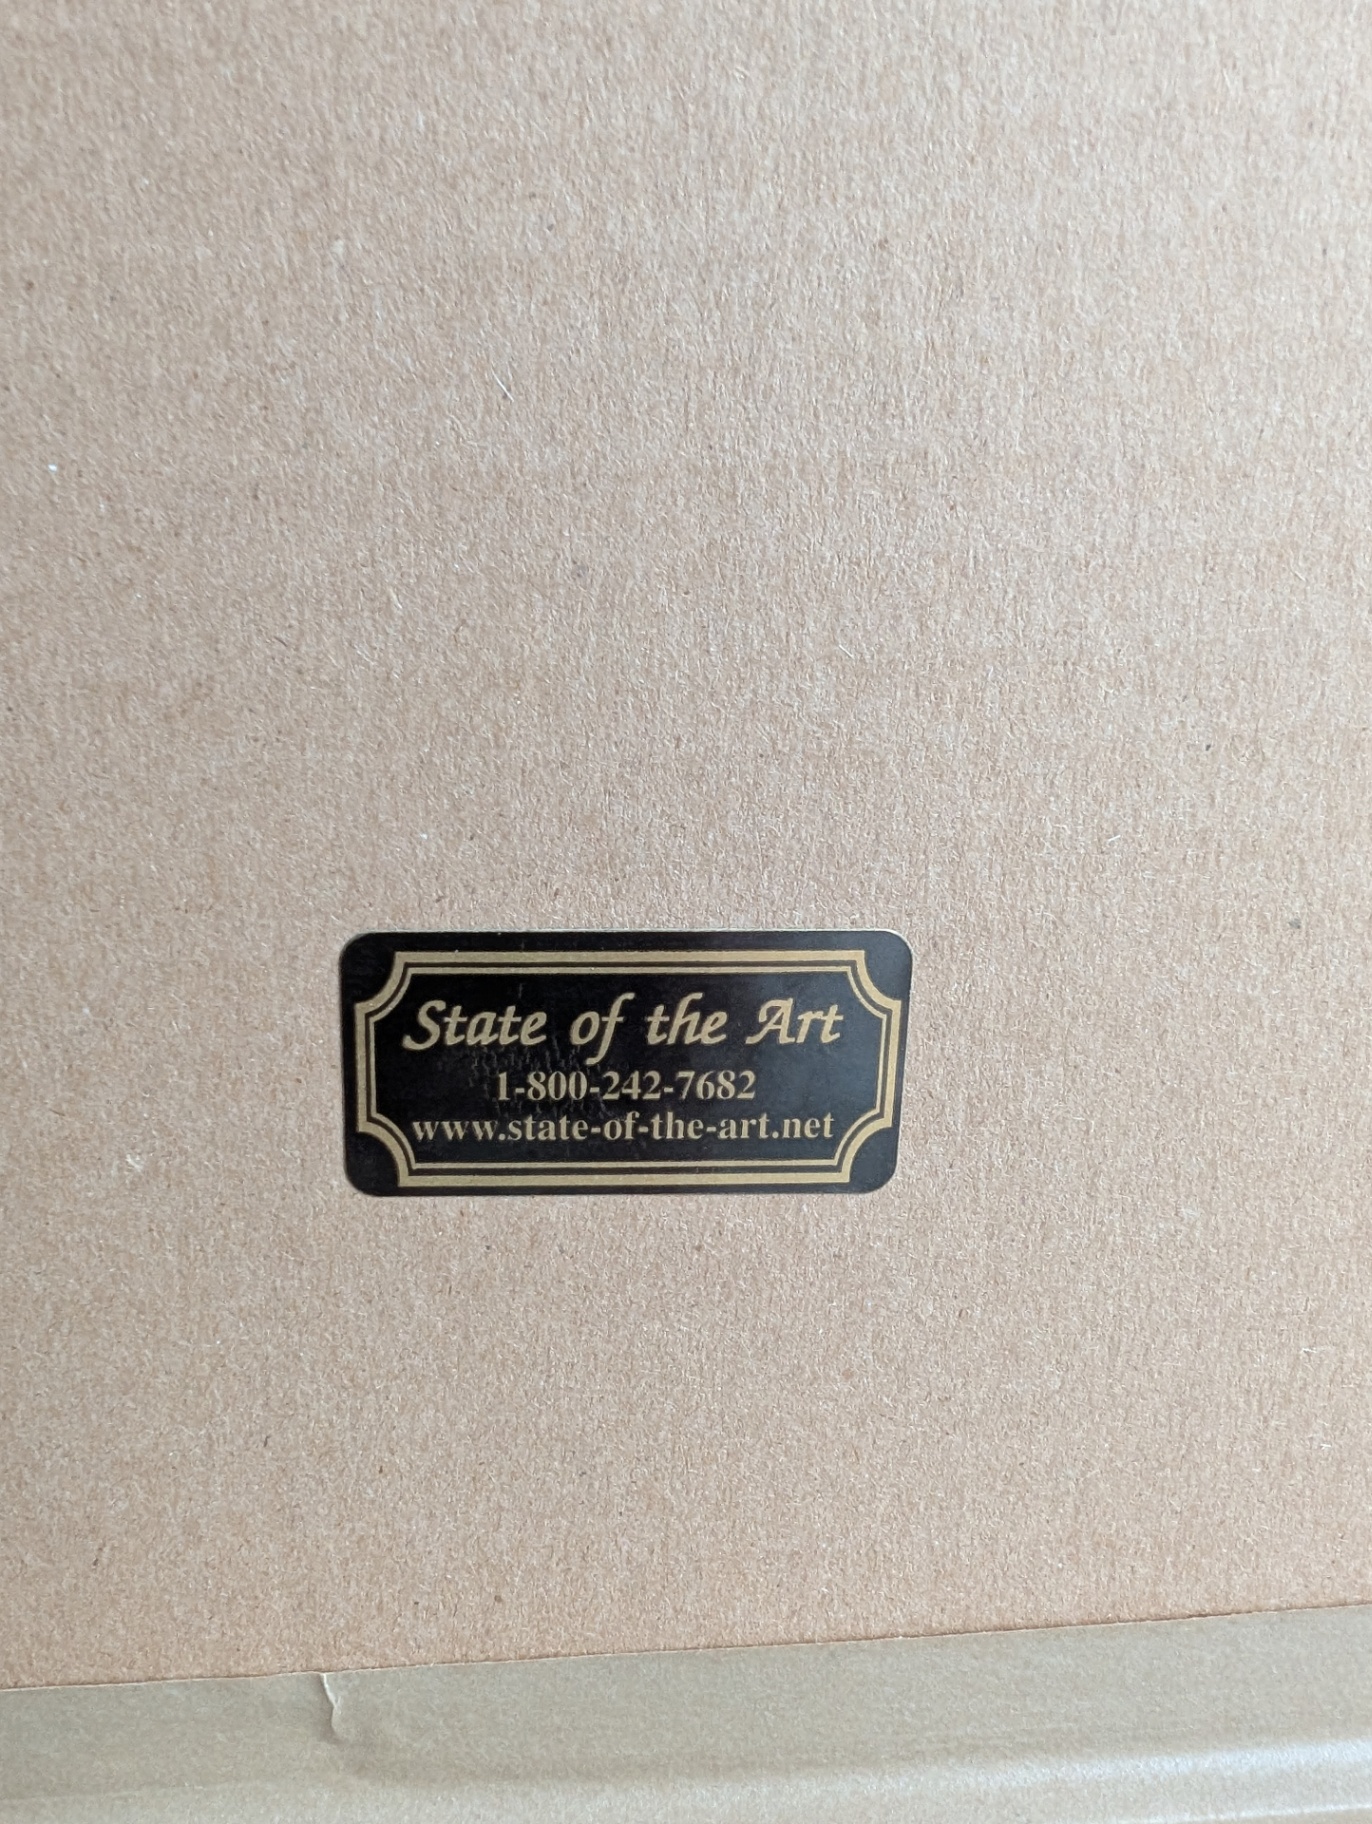 State of the Art
1-800-242-7682
www.state-of-the-art.net